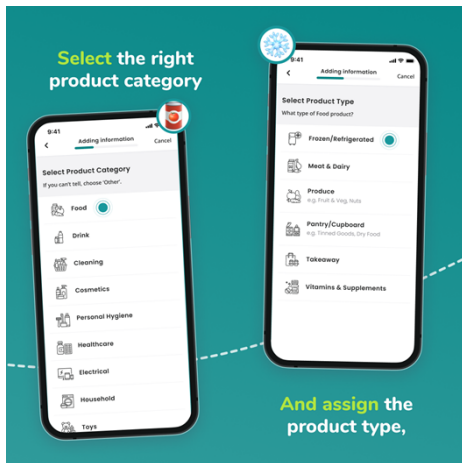 Select the right
product category
9:41
Adding information
Cancel
Select Product Category
If you can't tell, choose 'Other'.
Food
Drink
Cleaning
Cosmetics
Personal Hygiene
Healthcare
Electrical
Household
Toys
9:41
Adding information
Cancel
Select Product Type
What type of Food product?
Frozen/Refrigerated
Meat & Dairy
Produce
e.g. Fruit & Veg, Nuts
Pantry/Cupboard
e.g. Tinned Goods, Dry Food
Takeaway
Vitamins & Supplements
And assign the
product type,